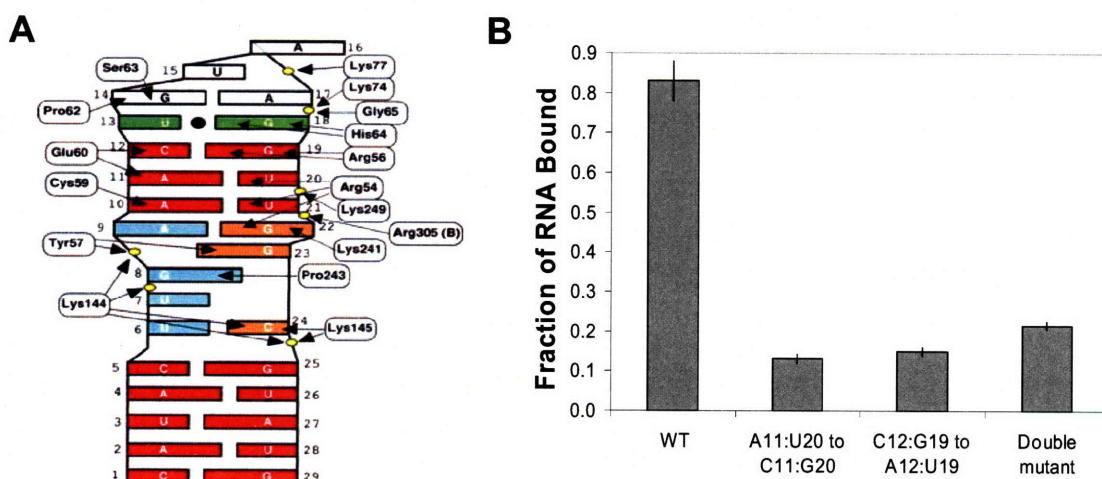 A
B
A 16
15 U
Ser63
Lys77
Lys74
14 G A 17
Pro62
Gly65
13 U G 18
His64
12 C G 19
Glu60
Arg56
11 A U 20
Cys59
Arg54
10 A U 21
Lys249
9 A G 22
Arg305 (B)
Tyr57
G 23
Lys241
8 G
Pro243
7 U
Lys144
6 U C 24
Lys145
5 C G 25
4 A U 26
3 U A 27
2 A U 28
1 C G 29
Fraction of RNA Bound
0.9
0.8
0.7
0.6
0.5
0.4
0.3
0.2
0.1
0.0
WT
A11:U20 to
C11:G20
C12:G19 to
A12:U19
Double
mutant